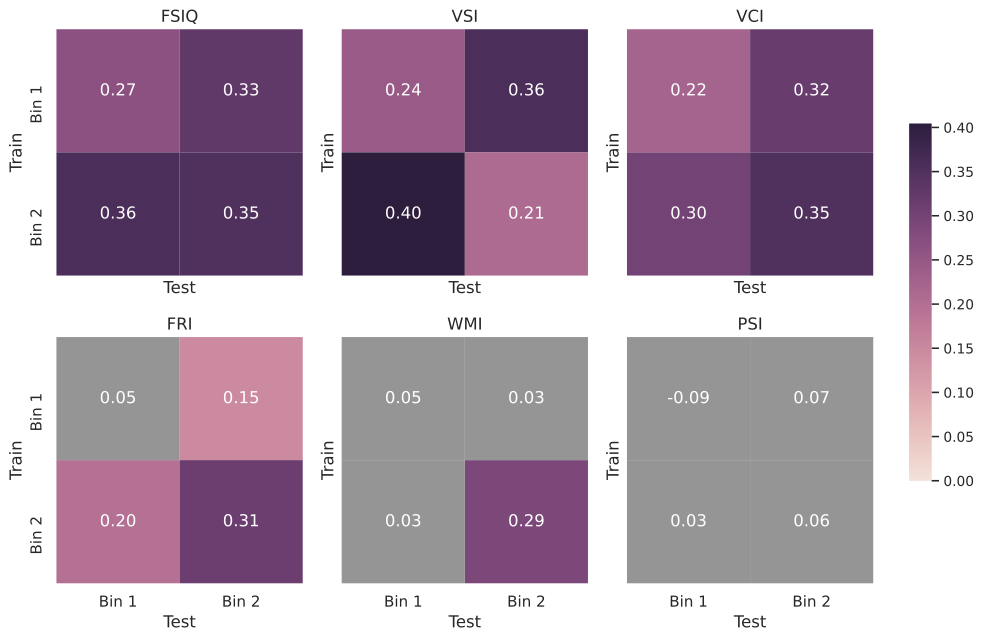 FSIQ VSI VCI
Bin 1 0.27 0.33 0.24 0.36 0.22 0.32
Train Train Train
Bin 2 0.36 0.35 0.40 0.21 0.30 0.35
Test Test Test
FRI WMI PSI
Bin 1 0.05 0.15 0.05 0.03 -0.09 0.07
Train Train Train
Bin 2 0.20 0.31 0.03 0.29 0.03 0.06
Bin 1 Bin 2 Bin 1 Bin 2 Bin 1 Bin 2
Test Test Test
0.40
0.35
0.30
0.25
0.20
0.15
0.10
0.05
0.00